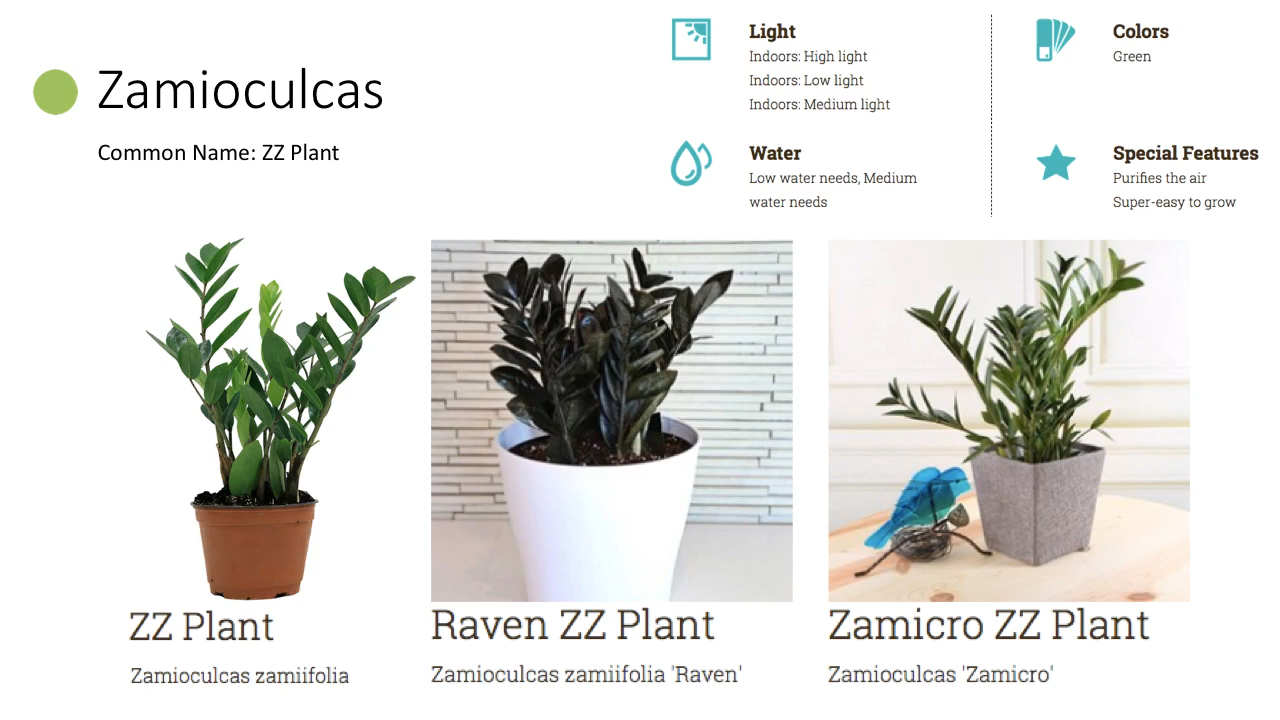 Zamioculcas
Common Name: ZZ Plant
Light
Indoors: High light
Indoors: Low light
Indoors: Medium light
Water
Low water needs, Medium
water needs
Colors
Green
Special Features
Purifies the air
Super-easy to grow
ZZ Plant
Zamioculcas zamiifolia
Raven ZZ Plant
Zamioculcas zamiifolia 'Raven'
Zamicro ZZ Plant
Zamioculcas 'Zamicro'